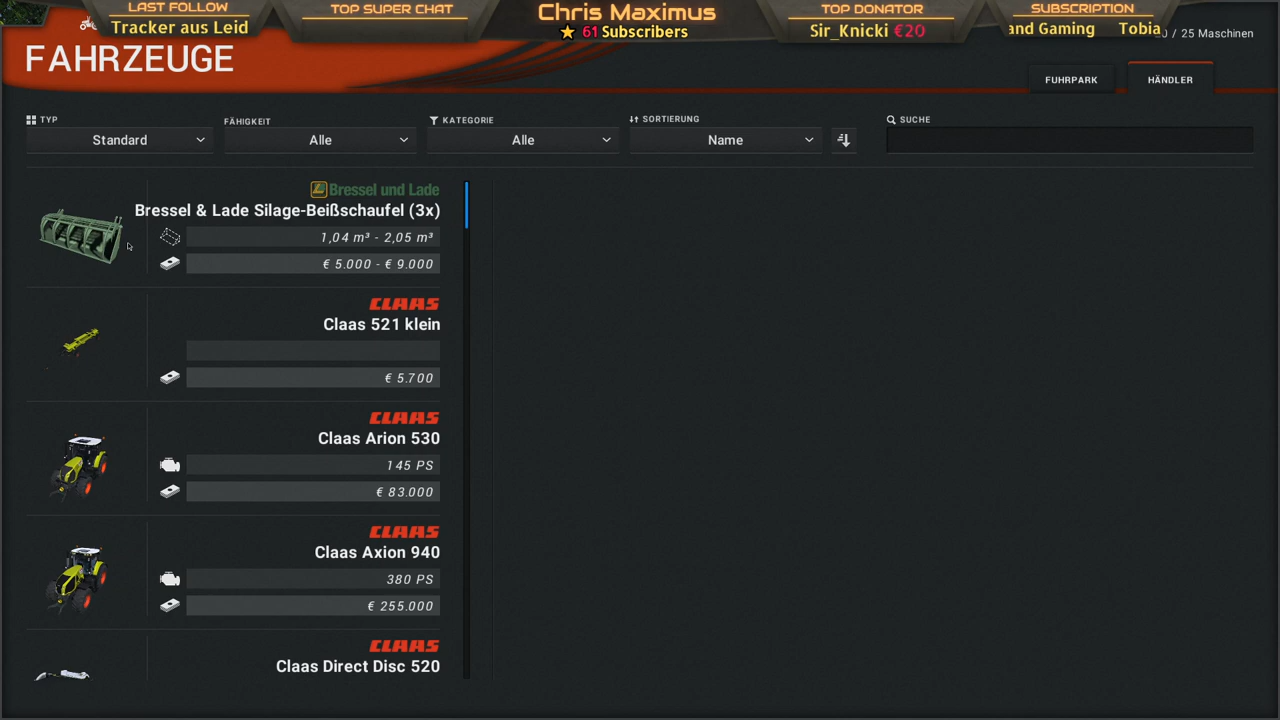 LAST FOLLOW
Tracker aus Leid
TOP SUPER CHAT
Chris Maximus
61 Subscribers
TOP DONATOR
Sir_Knicki €20
SUBSCRIPTION
and Gaming Tobia
/ 25 Maschinen
FAHRZEUGE
FUHRPARK
HÄNDLER
TYP
Standard
FÄHIGKEIT
Alle
KATEGORIE
Alle
SORTIERUNG
Name
SUCHE
Bressel und Lade
Bressel & Lade Silage-Beißschaufel (3x)
1,04 m³ - 2,05 m³
€ 5.000 - € 9.000
CLAAS
Claas 521 klein
€ 5.700
CLAAS
Claas Arion 530
145 PS
€ 83.000
CLAAS
Claas Axion 940
380 PS
€ 255.000
CLAAS
Claas Direct Disc 520